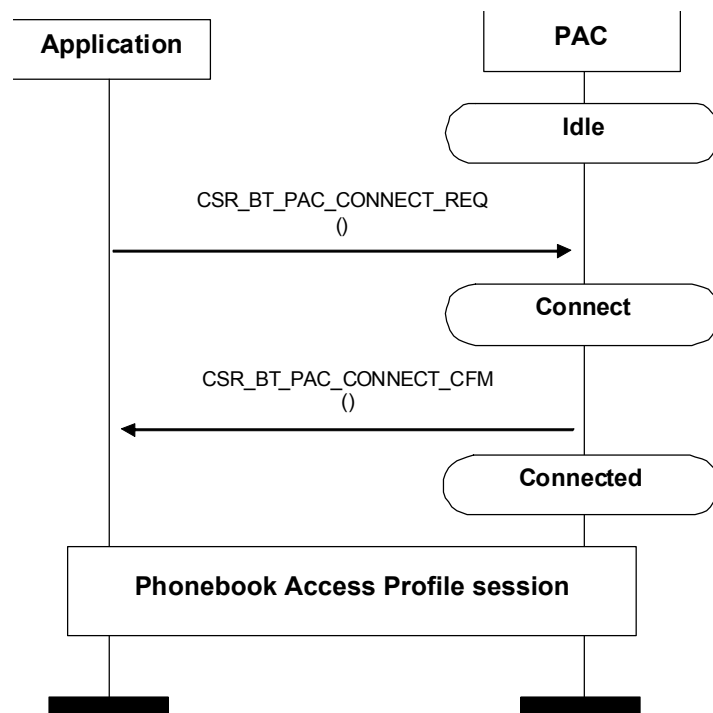 Application
PAC
Idle
CSR_BT_PAC_CONNECT_REQ
()
Connect
CSR_BT_PAC_CONNECT_CFM
()
Connected
Phonebook Access Profile session